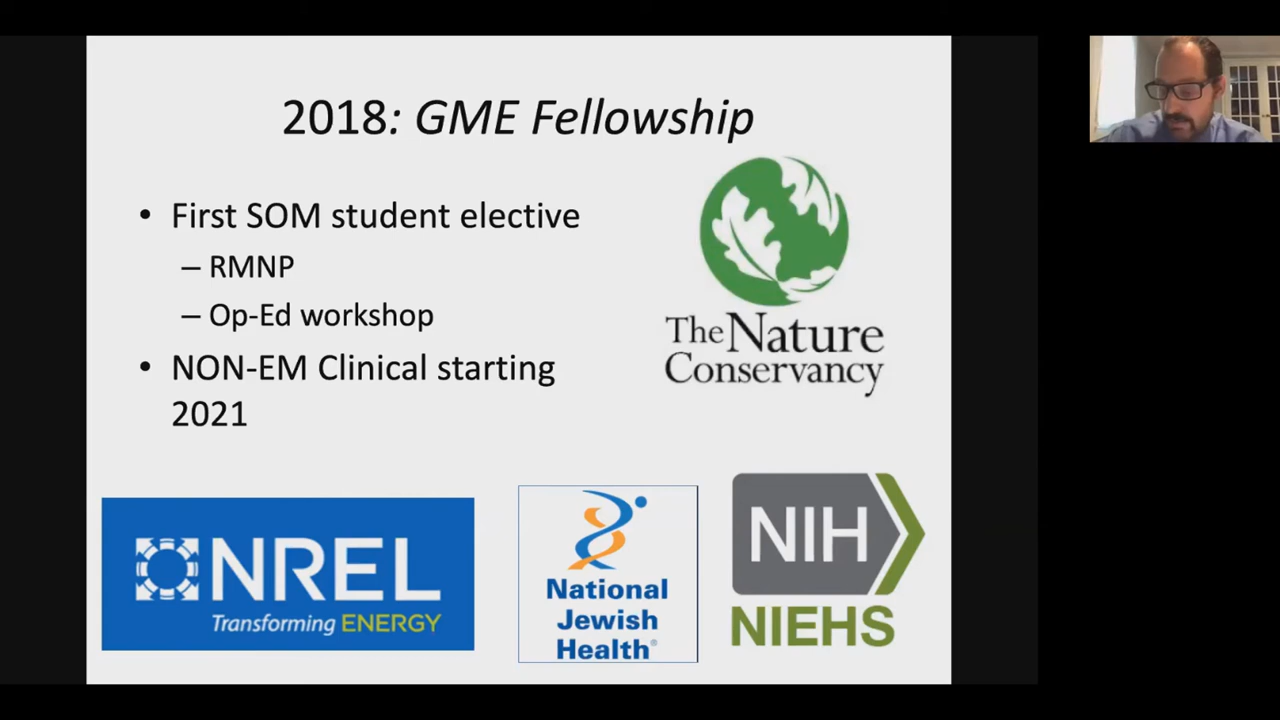 2018: GME Fellowship
• First SOM student elective
– RMNP
– Op-Ed workshop
• NON-EM Clinical starting
2021
The Nature
Conservancy
NREL
Transforming ENERGY
National
Jewish
Health®
NIH
NIEHS